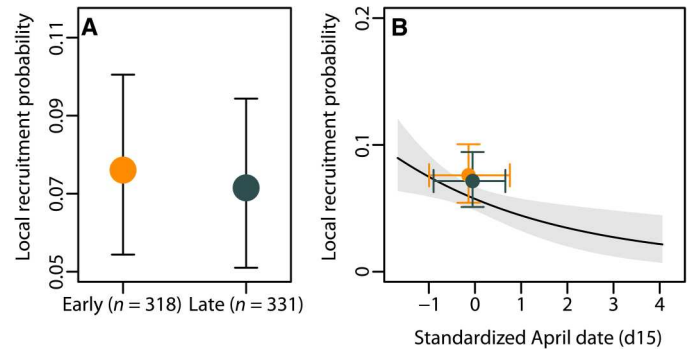 A
Local recruitment probability
0.11
0.09
0.07
0.05
Early (n = 318) Late (n = 331)
B
Local recruitment probability
0.2
0.1
0
−1 0 1 2 3 4
Standardized April date (d15)